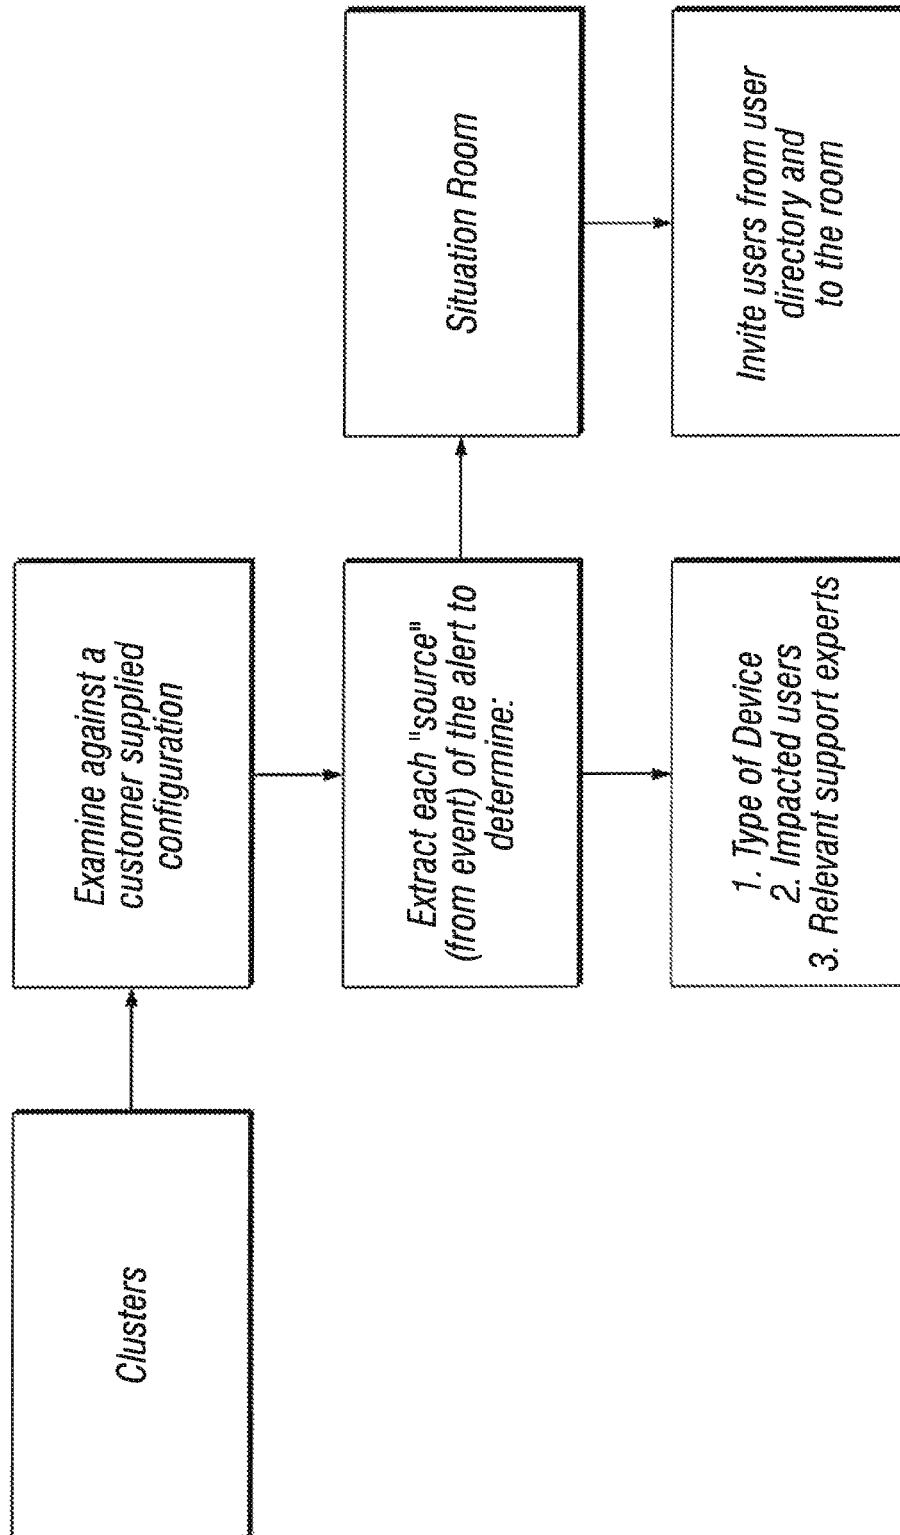 Clusters
Examine against a
customer supplied
configuration
Extract each "source"
(from event) of the alert to
determine:
1. Type of Device
2. Impacted users
3. Relevant support experts
Situation Room
Invite users from user
directory and
to the room